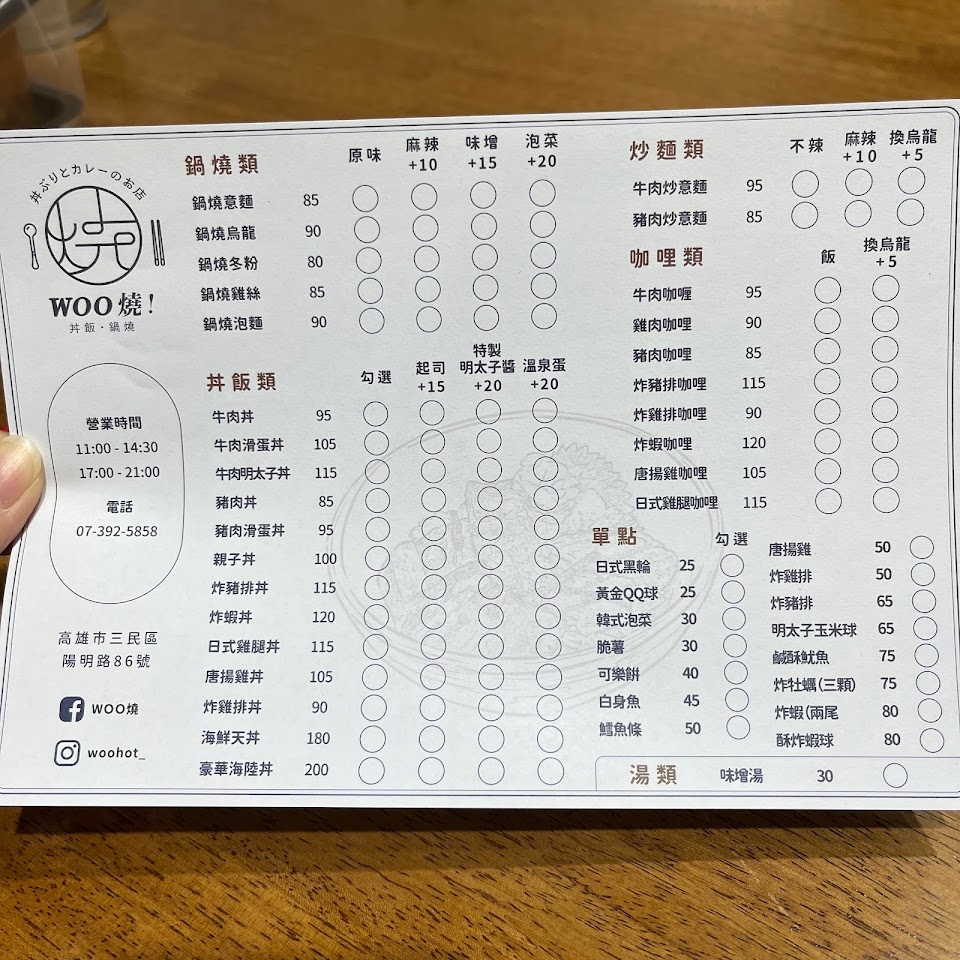 丼ぶりとカレーのお店
燒
WOO燒!
丼飯・鍋燒
營業時間
11:00 - 14:30
17:00 - 21:00
電話
07-392-5858
高雄市三民區
陽明路86號
WOO燒
woohot_
鍋燒類 原味 麻辣+10 味增+15 泡菜+20
鍋燒意麵 85
鍋燒烏龍 90
鍋燒冬粉 80
鍋燒雞絲 85
鍋燒泡麵 90
丼飯類 勾選 起司+15 特製明太子醬+20 溫泉蛋+20
牛肉丼 95
牛肉滑蛋丼 105
牛肉明太子丼 115
豬肉丼 85
豬肉滑蛋丼 95
親子丼 100
炸豬排丼 115
炸蝦丼 120
日式雞腿丼 115
唐揚雞丼 105
炸雞排丼 90
海鮮天丼 180
豪華海陸丼 200
炒麵類 不辣 麻辣+10 換烏龍+5
牛肉炒意麵 95
豬肉炒意麵 85
咖哩類 飯 換烏龍+5
牛肉咖喱 95
雞肉咖哩 90
豬肉咖哩 85
炸豬排咖哩 115
炸雞排咖哩 90
炸蝦咖哩 120
唐揚雞咖哩 105
日式雞腿咖哩 115
單點 勾選
日式黑輪 25
黃金QQ球 25
韓式泡菜 30
脆薯 30
可樂餅 40
白身魚 45
鱈魚條 50
唐揚雞 50
炸雞排 50
炸豬排 65
明太子玉米球 65
鹹酥魷魚 75
炸牡蠣(三顆) 75
炸蝦(兩尾 80
酥炸蝦球 80
湯類 味增湯 30